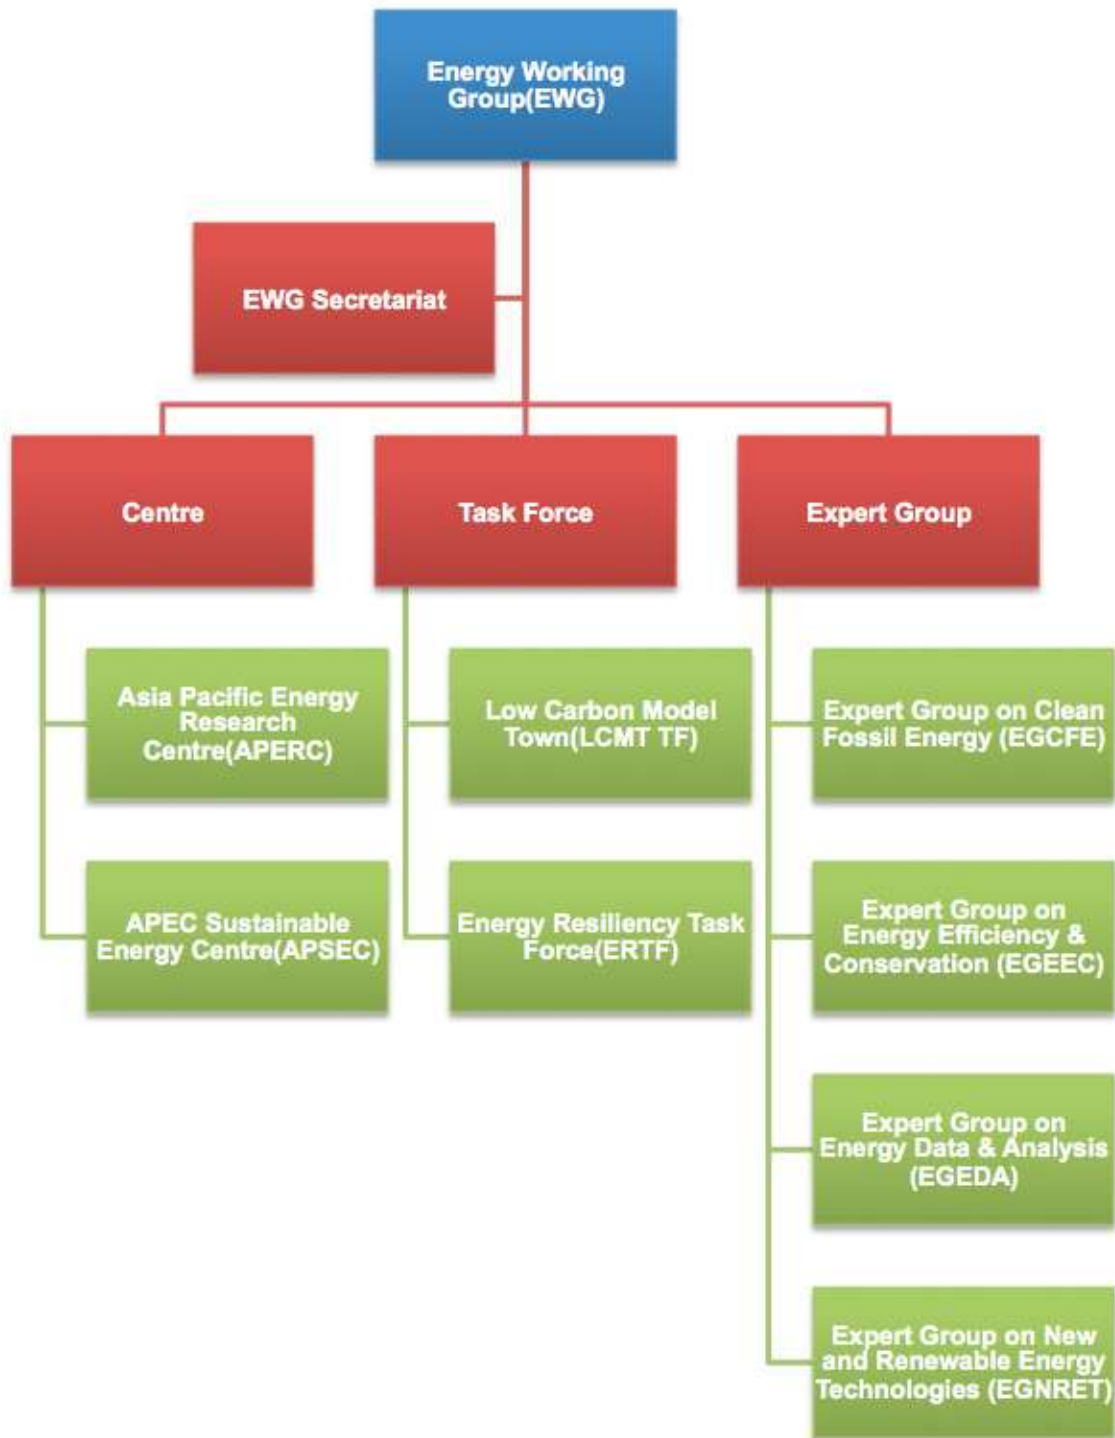 Energy Working
Group(EWG)
EWG Secretariat
Centre
Task Force
Expert Group
Asia Pacific Energy
Research
Centre(APERC)
Low Carbon Model
Town(LCMT TF)
Expert Group on Clean
Fossil Energy (EGCFE)
APEC Sustainable
Energy Centre(APSEC)
Energy Resiliency Task
Force(ERTF)
Expert Group on
Energy Efficiency &
Conservation (EGEEC)
Expert Group on
Energy Data & Analysis
(EGEDA)
Expert Group on New
and Renewable Energy
Technologies (EGNRET)